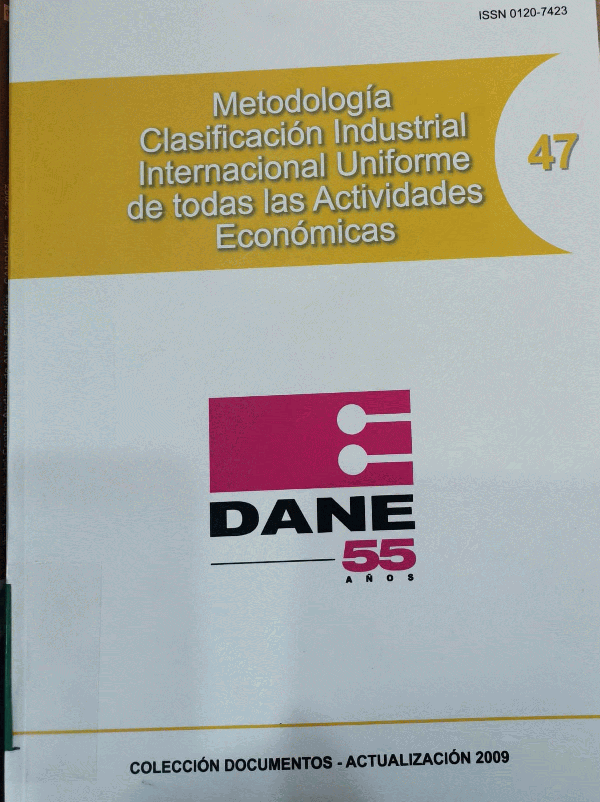 ISSN 0120-7423
Metodología
Clasificación Industrial
Internacional Uniforme
de todas las Actividades
Económicas
47
DANE
55
AÑOS
COLECCIÓN DOCUMENTOS - ACTUALIZACIÓN 2009